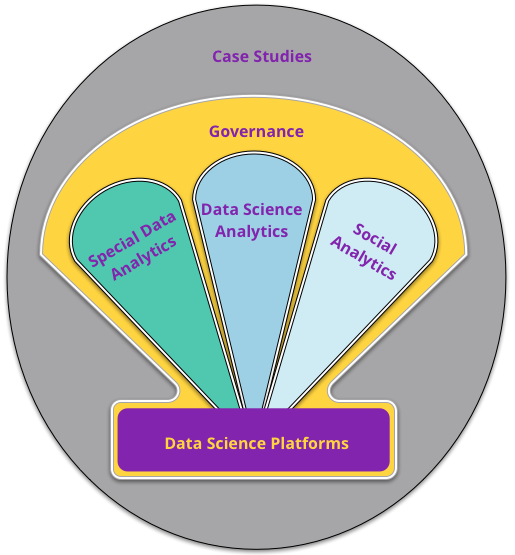 Case Studies
Governance
Special Data
Analytics
Data Science
Analytics
Social
Analytics
Data Science Platforms